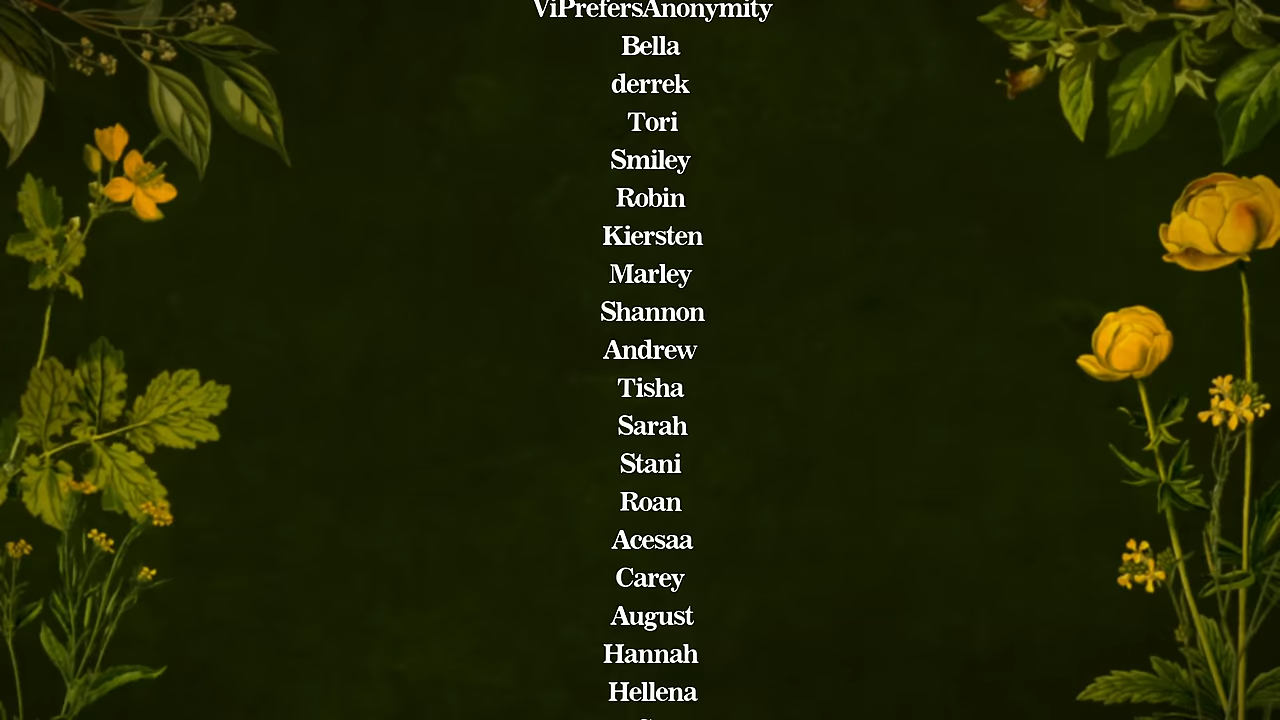 ViPrefersAnonymity
Bella
derrek
Tori
Smiley
Robin
Kiersten
Marley
Shannon
Andrew
Tisha
Sarah
Stani
Roan
Acesaa
Carey
August
Hannah
Hellena